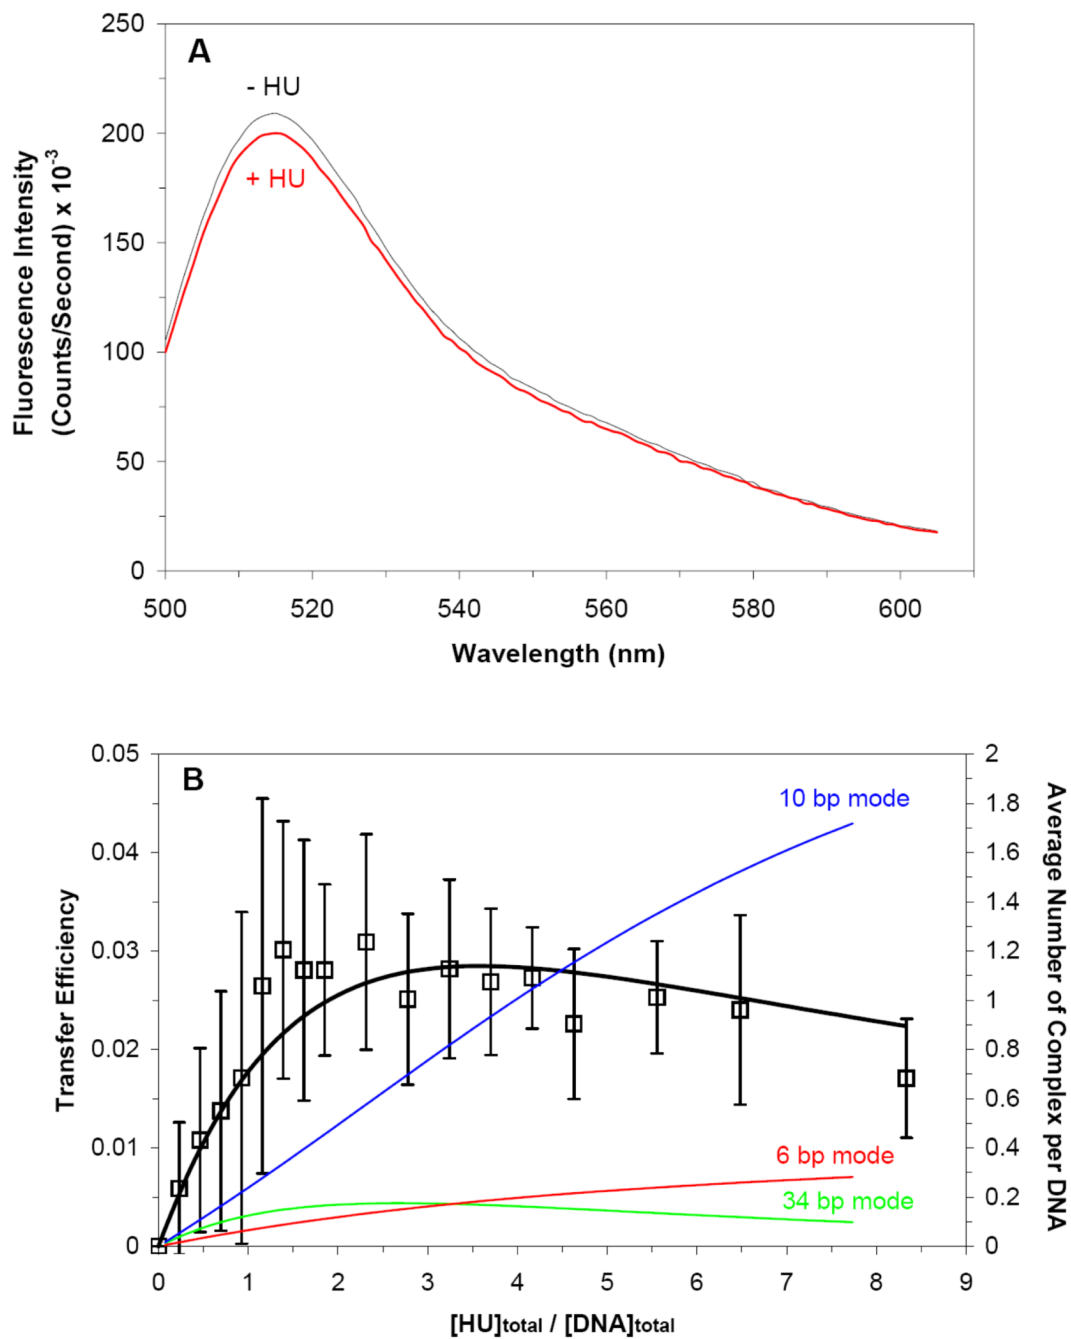 A
- HU
+ HU
Fluorescence Intensity
(Counts/Second) x 10⁻³
250
200
150
100
50
0
500 520 540 560 580 600
Wavelength (nm)
B
10 bp mode
6 bp mode
34 bp mode
Transfer Efficiency
0.05
0.04
0.03
0.02
0.01
0
Average Number of Complex per DNA
2
1.8
1.6
1.4
1.2
1
0.8
0.6
0.4
0.2
0
0 1 2 3 4 5 6 7 8 9
[HU]total / [DNA]total